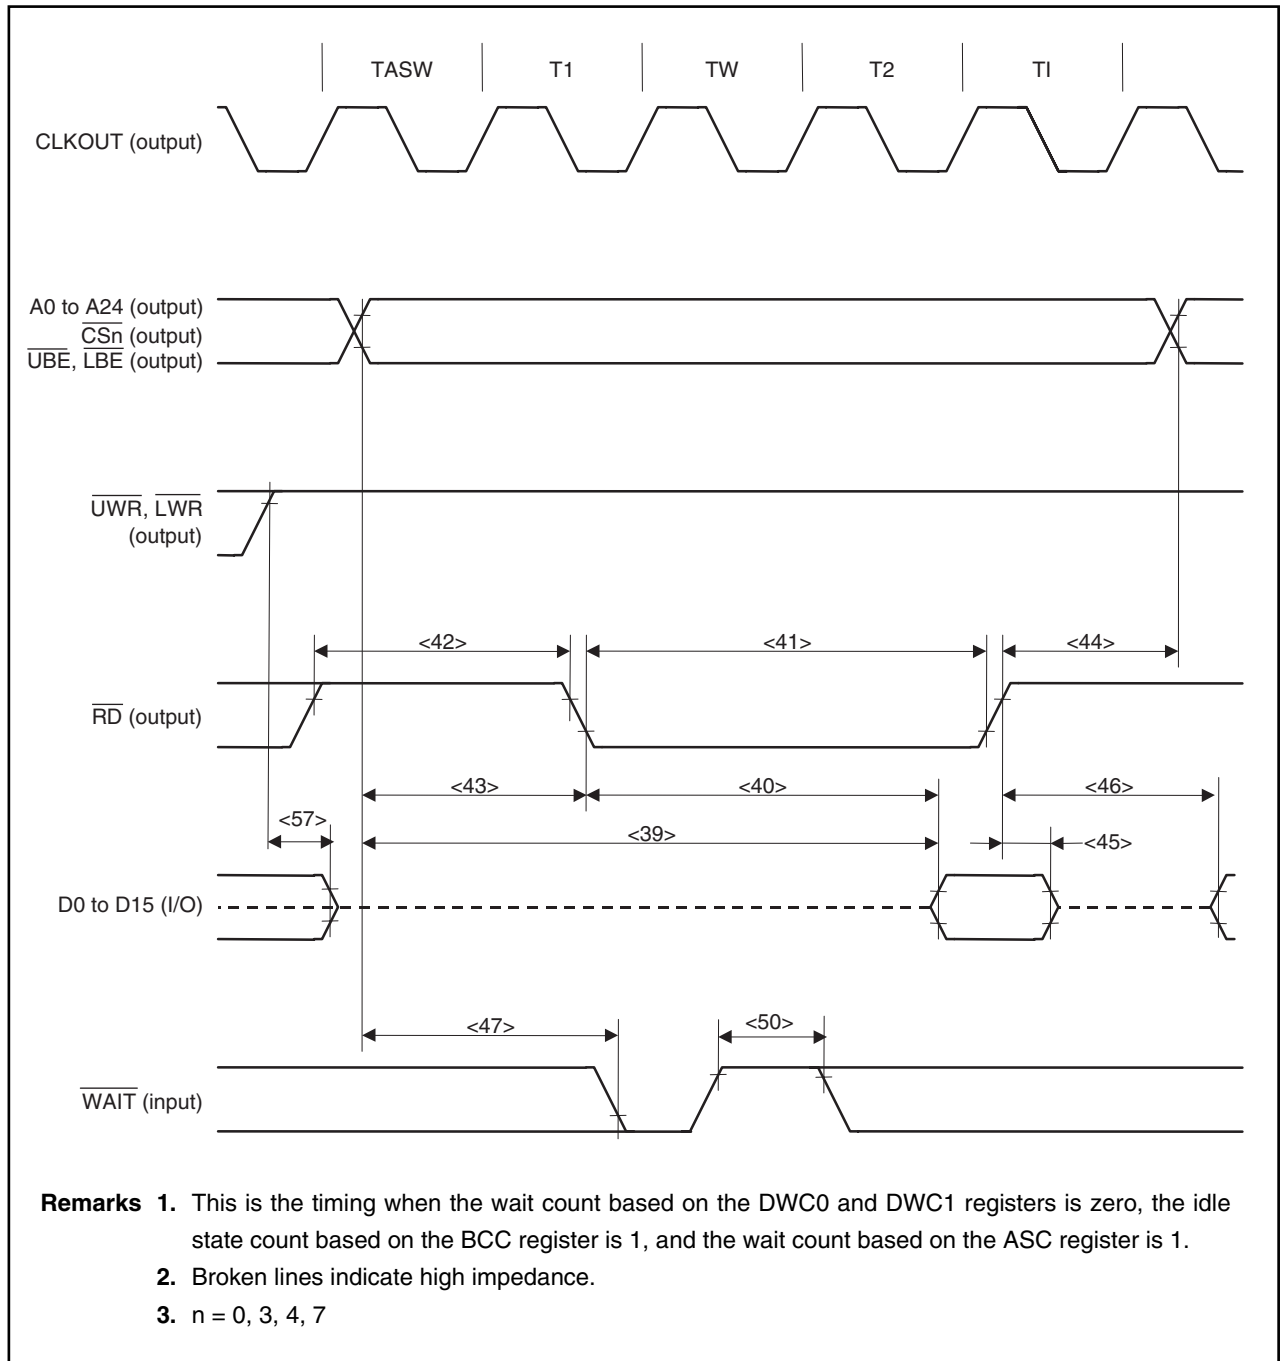 TASW T1 TW T2 TI
CLKOUT (output)
A0 to A24 (output)
CSn (output)
UBE, LBE (output)
UWR, LWR
(output)
<42> <41> <44>
RD (output)
<43> <40> <46>
<57> <39> <45>
D0 to D15 (I/O)
<47> <50>
WAIT (input)
Remarks 1. This is the timing when the wait count based on the DWC0 and DWC1 registers is zero, the idle
state count based on the BCC register is 1, and the wait count based on the ASC register is 1.
2. Broken lines indicate high impedance.
3. n = 0, 3, 4, 7